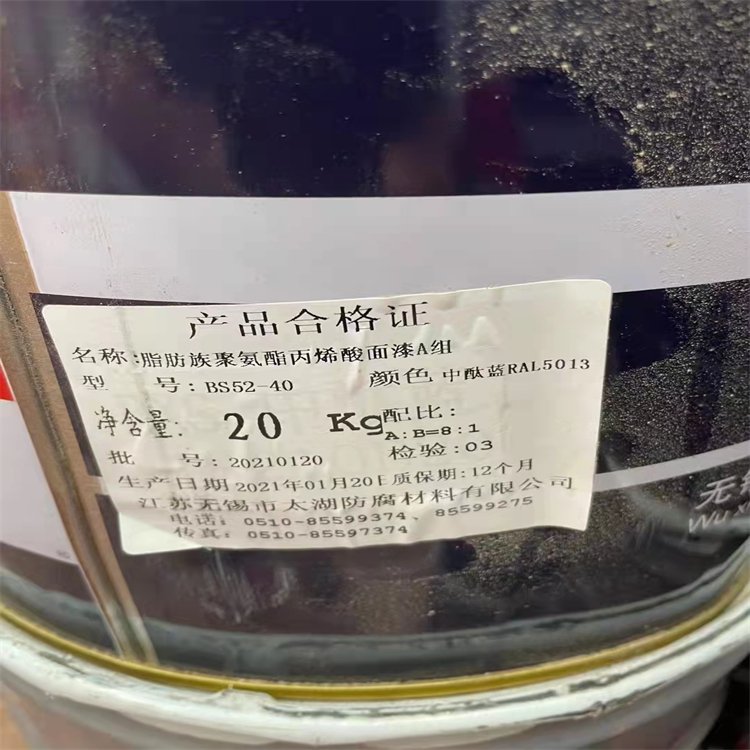 产品合格证
名称:脂肪族聚氨酯丙烯酸面漆A组
型 号:BS52-40 颜色 中酞蓝RAL5013
净含量: 20 Kg 配比:
A:B=8:1
批 号:20210120 检验:03
生产日期 2021年01月20日 质保期:12个月
江苏无锡市太湖防腐材料有限公司
电话: 0510-85599374、85599275
传真: 0510-85597374
无
Wu